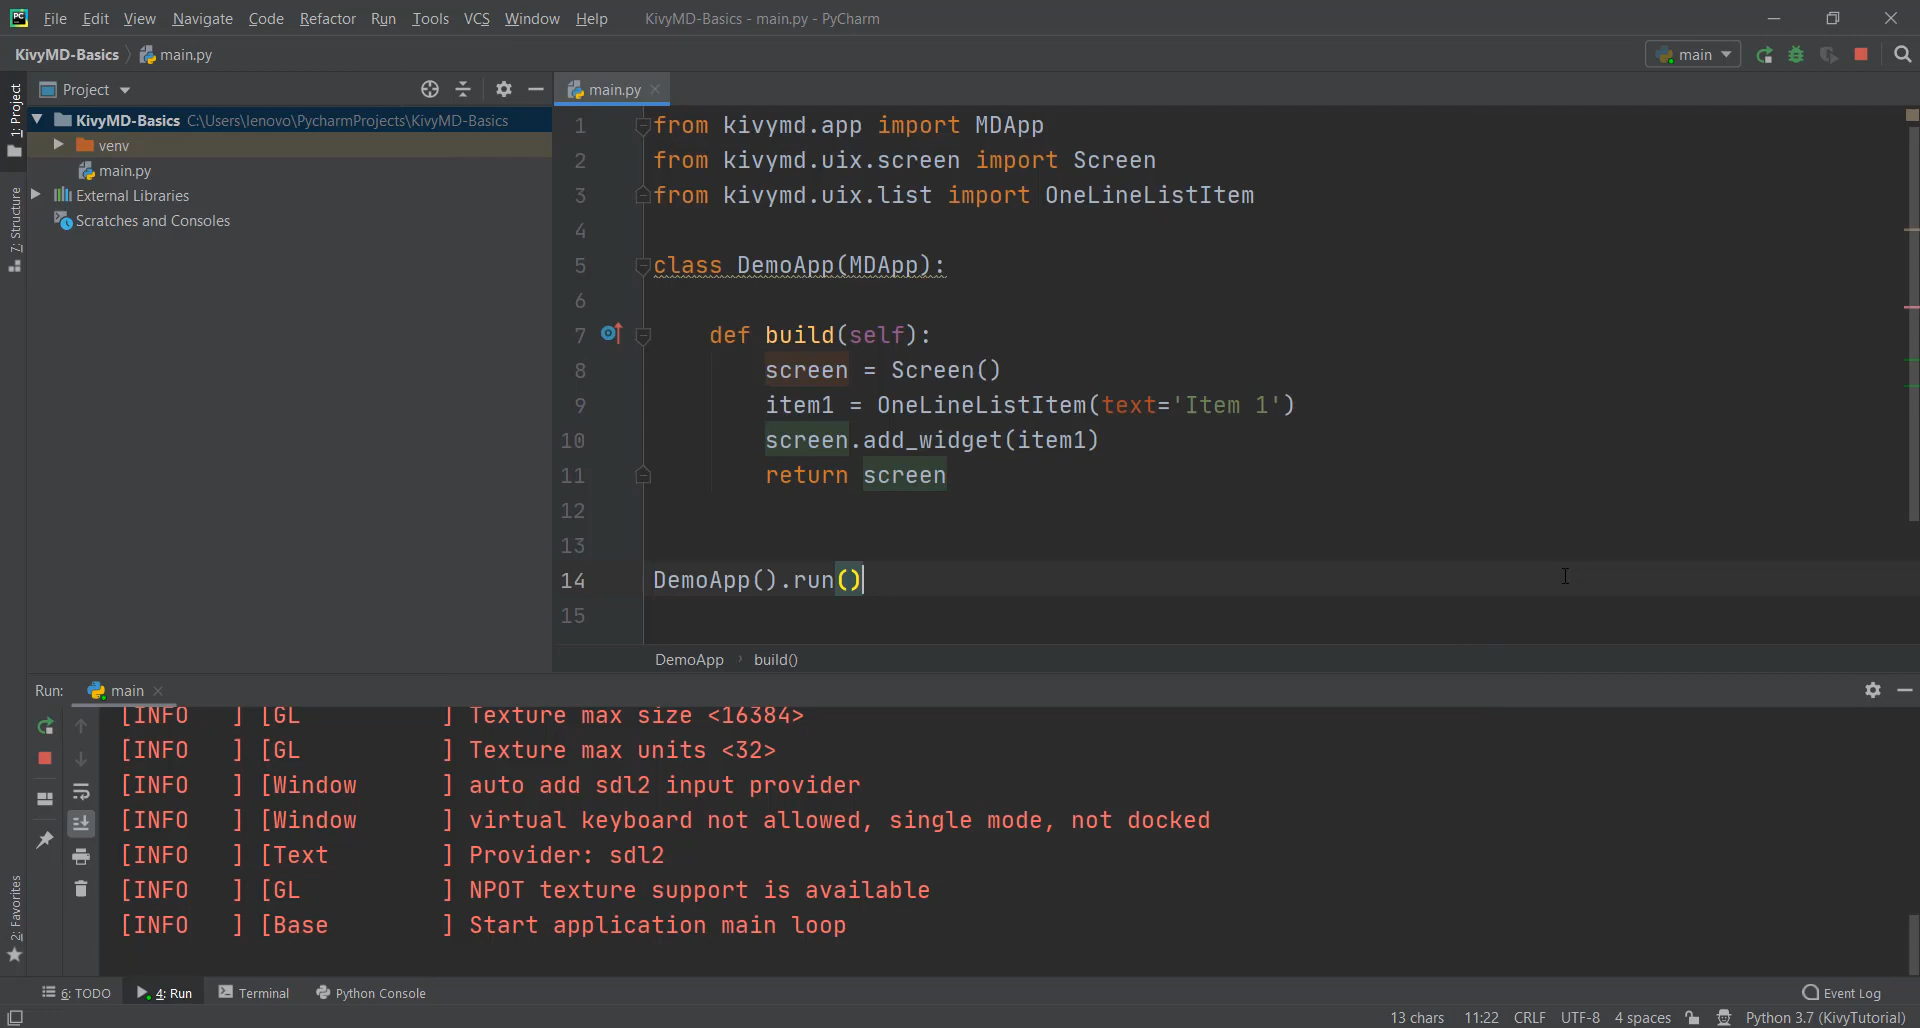 PC File Edit View Navigate Code Refactor Run Tools VCS Window Help KivyMD-Basics - main.py - PyCharm
KivyMD-Basics main.py main
1: Project
Project
main.py
KivyMD-Basics C:\Users\lenovo\PycharmProjects\KivyMD-Basics
venv
main.py
External Libraries
Scratches and Consoles
7: Structure
1 from kivymd.app import MDApp
2 from kivymd.uix.screen import Screen
3 from kivymd.uix.list import OneLineListItem
4
5 class DemoApp(MDApp):
6
7 def build(self):
8 screen = Screen()
9 item1 = OneLineListItem(text='Item 1')
10 screen.add_widget(item1)
11 return screen
12
13
14 DemoApp().run()
15
DemoApp › build()
Run: main
[INFO   ] [GL          ] Texture max size <16384>
[INFO   ] [GL          ] Texture max units <32>
[INFO   ] [Window      ] auto add sdl2 input provider
[INFO   ] [Window      ] virtual keyboard not allowed, single mode, not docked
[INFO   ] [Text        ] Provider: sdl2
[INFO   ] [GL          ] NPOT texture support is available
[INFO   ] [Base        ] Start application main loop
2: Favorites
6: TODO 4: Run Terminal Python Console Event Log
13 chars 11:22 CRLF UTF-8 4 spaces Python 3.7 (KivyTutorial)